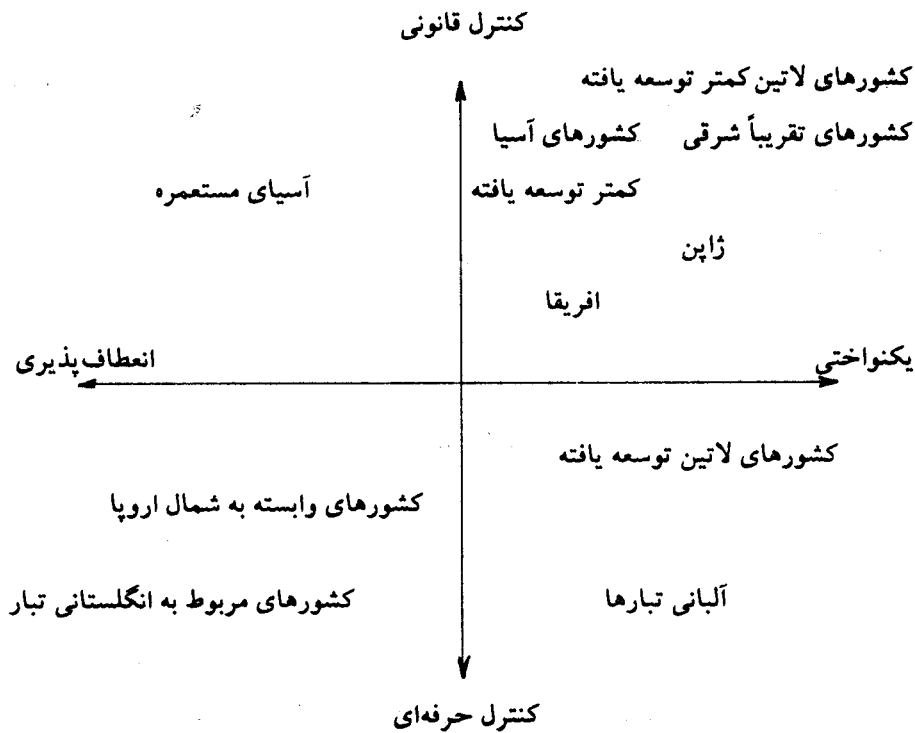 کنترل قانونی
کشورهای لاتین کمتر توسعه یافته
کشورهای تقریباً شرقی
کشورهای آسیا
کمتر توسعه یافته
آسیای مستعمره
ژاپن
افریقا
یکنواختی
انعطاف‌پذیری
کشورهای لاتین توسعه یافته
کشورهای وابسته به شمال اروپا
آلبانی تبارها
کشورهای مربوط به انگلستانی تبار
کنترل حرفه‌ای